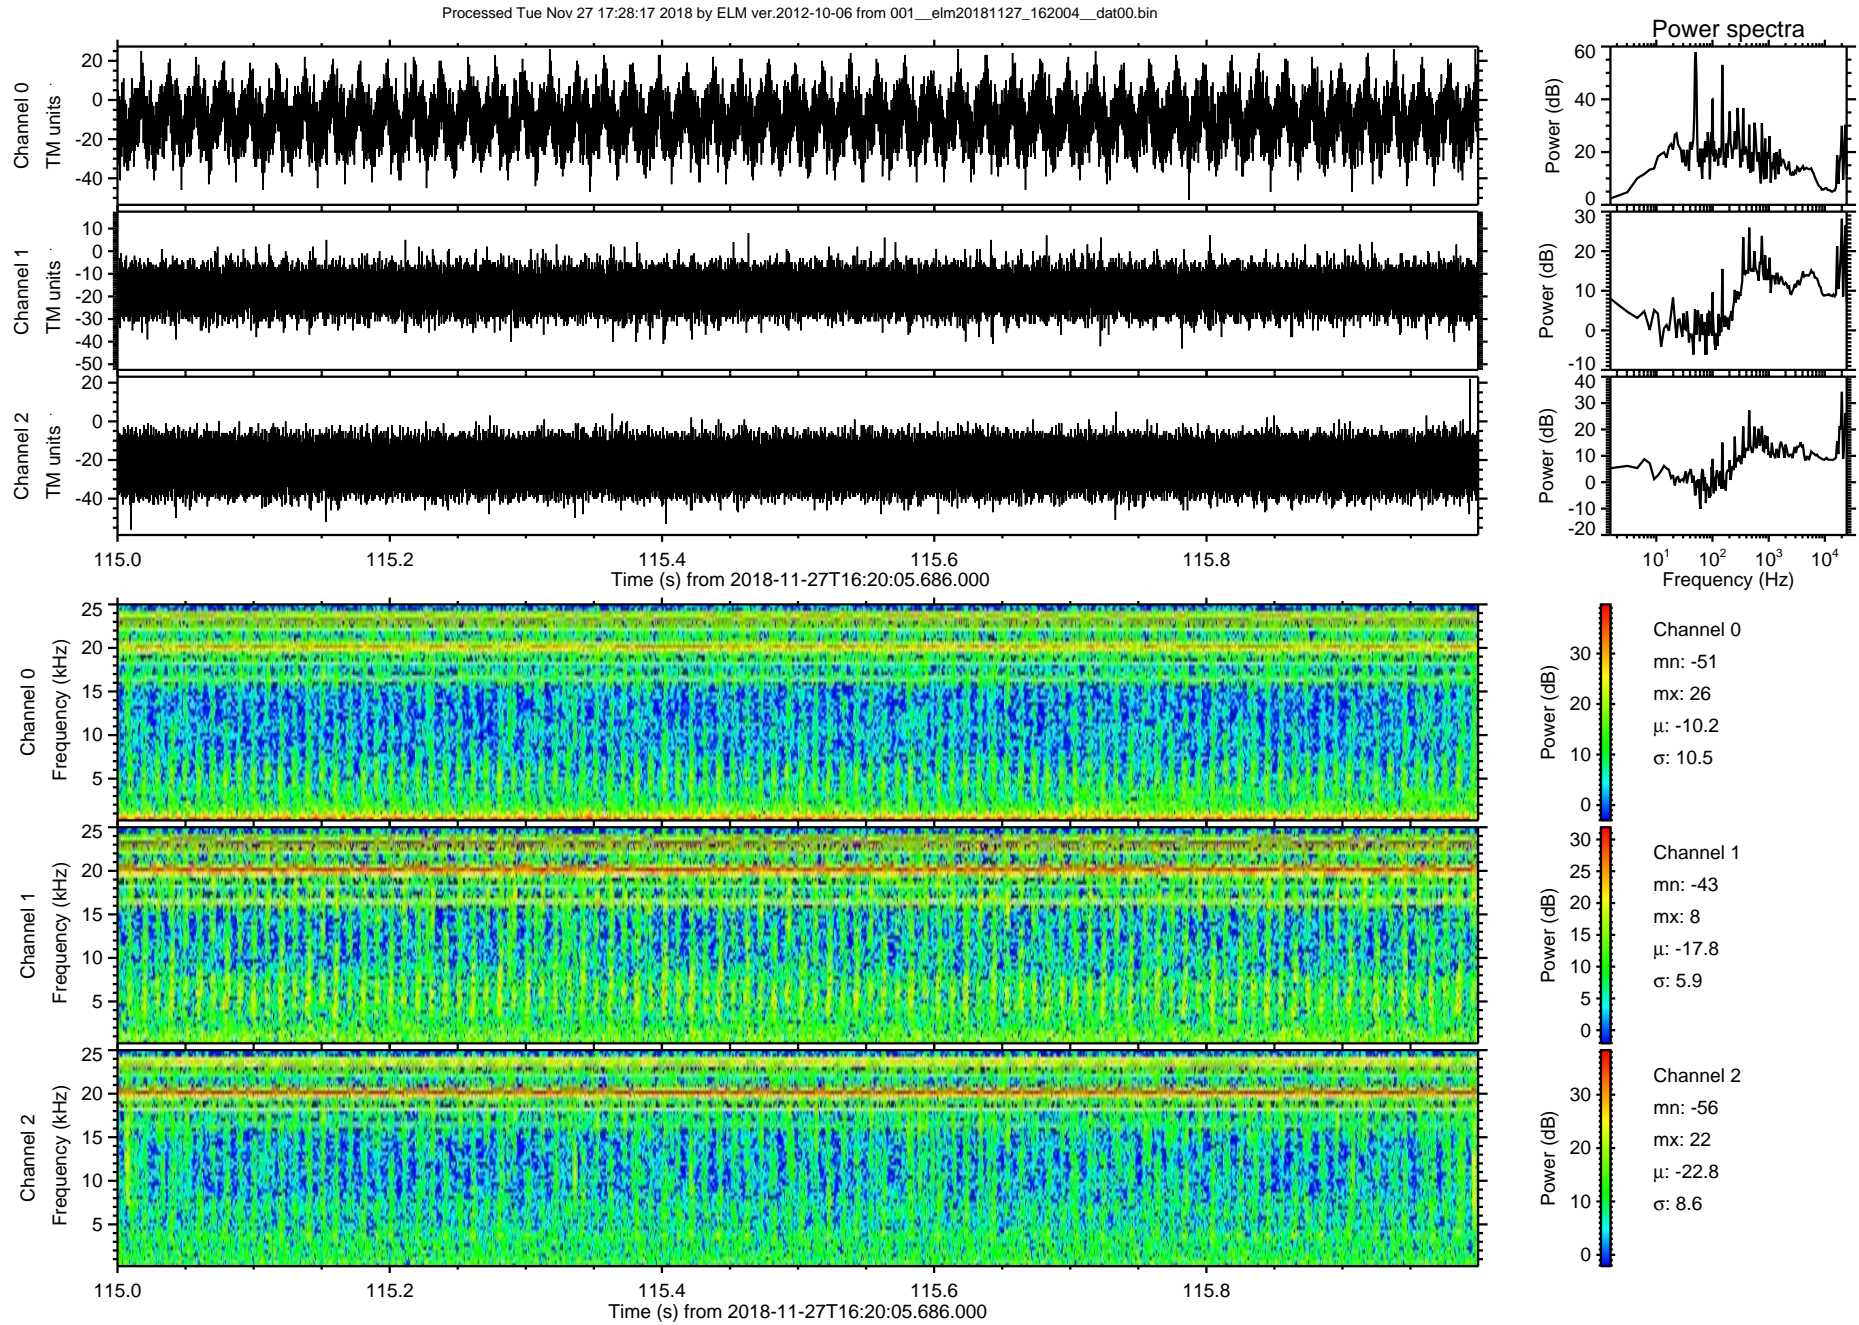 Processed Tue Nov 27 17:28:17 2018 by ELM ver.2012-10-06 from 001__elm20181127_162004__dat00.bin
Power spectra
Channel 0
TM units
20
0
-20
-40
Power (dB)
60
40
20
0
Channel 1
TM units
10
0
-10
-20
-30
-40
-50
Power (dB)
30
20
10
0
-10
Channel 2
TM units
20
0
-20
-40
Power (dB)
40
30
20
10
0
-10
-20
115.0 115.2 115.4 115.6 115.8
Time (s) from 2018-11-27T16:20:05.686.000
10^1 10^2 10^3 10^4
Frequency (Hz)
Channel 0
Frequency (kHz)
25
20
15
10
5
Power (dB)
30
20
10
0
Channel 0
mn: -51
mx: 26
μ: -10.2
σ: 10.5
Channel 1
Frequency (kHz)
25
20
15
10
5
Power (dB)
30
25
20
15
10
5
0
Channel 1
mn: -43
mx: 8
μ: -17.8
σ: 5.9
Channel 2
Frequency (kHz)
25
20
15
10
5
Power (dB)
30
20
10
0
Channel 2
mn: -56
mx: 22
μ: -22.8
σ: 8.6
115.0 115.2 115.4 115.6 115.8
Time (s) from 2018-11-27T16:20:05.686.000